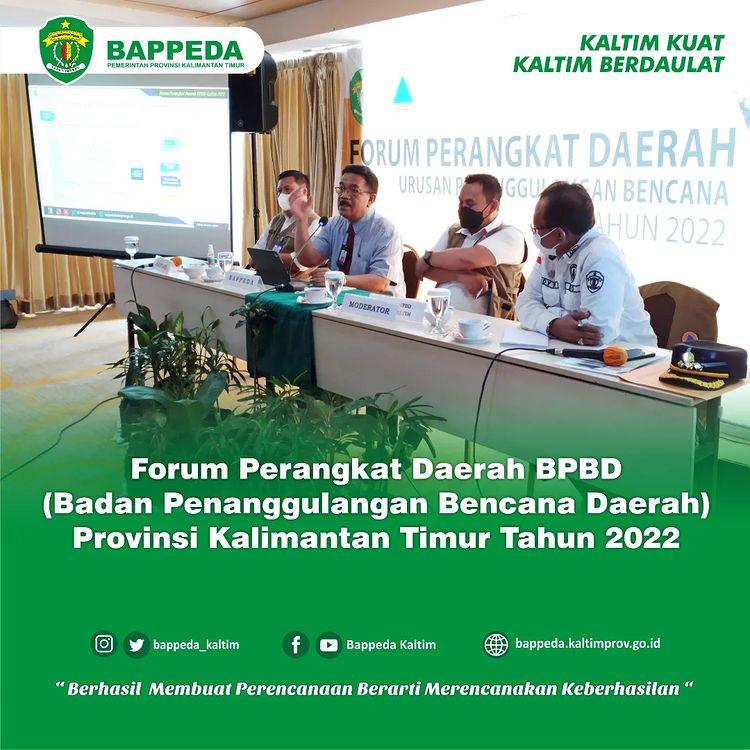 BAPPEDA
PEMERINTAH PROVINSI KALIMANTAN TIMUR
KALTIM KUAT
KALTIM BERDAULAT
FORUM PERANGKAT DAERAH
URUSAN
BENCANA
TAHUN 2022
BAPPEDA
MODERATOR
Forum Perangkat Daerah BPBD
(Badan Penanggulangan Bencana Daerah)
Provinsi Kalimantan Timur Tahun 2022
bappeda_kaltim
Bappeda Kaltim
bappeda.kaltimprov.go.id
“ Berhasil Membuat Perencanaan Berarti Merencanakan Keberhasilan “